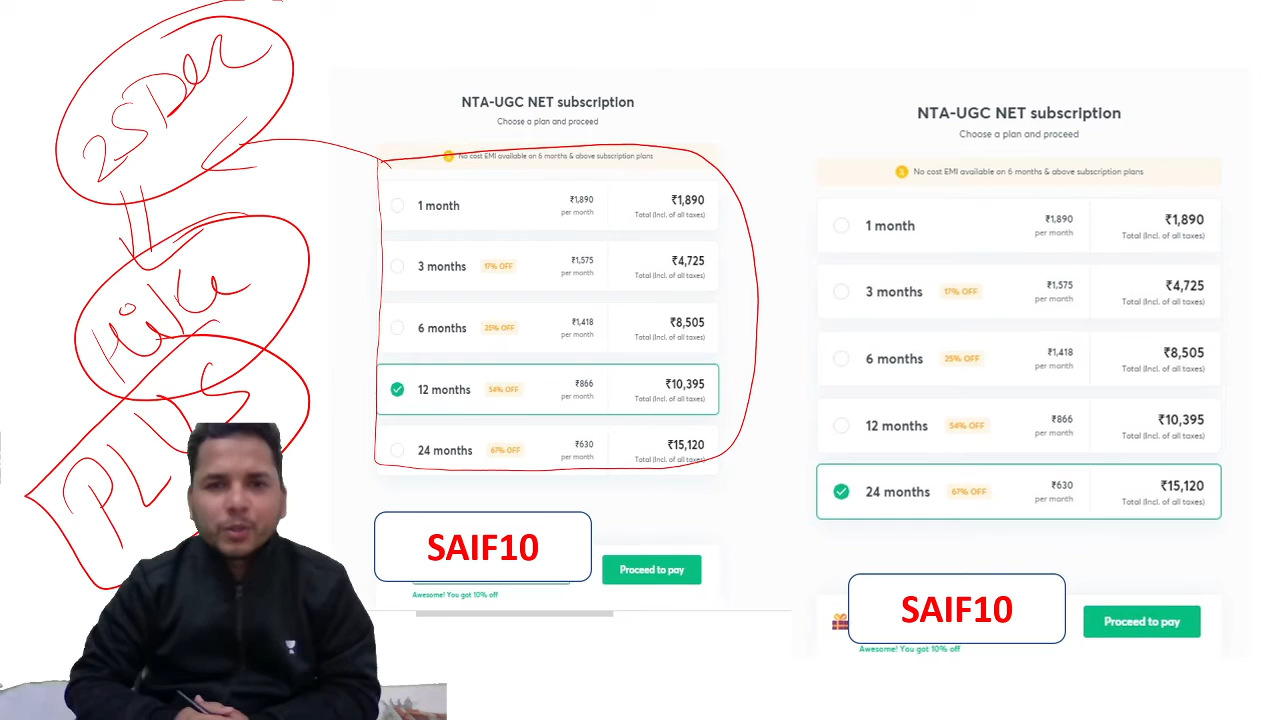 25 Dec
Hike
PLUS
NTA-UGC NET subscription
Choose a plan and proceed
No cost EMI available on 6 months & above subscription plans
1 month ₹1,890 per month ₹1,890 Total (Incl. of all taxes)
3 months 17% OFF ₹1,575 per month ₹4,725 Total (Incl. of all taxes)
6 months 25% OFF ₹1,418 per month ₹8,505 Total (Incl. of all taxes)
12 months 54% OFF ₹866 per month ₹10,395 Total (Incl. of all taxes)
24 months 67% OFF ₹630 per month ₹15,120 Total (Incl. of all taxes)
SAIF10
Proceed to pay
Awesome! You got 10% off
NTA-UGC NET subscription
Choose a plan and proceed
No cost EMI available on 6 months & above subscription plans
1 month ₹1,890 per month ₹1,890 Total (Incl. of all taxes)
3 months 17% OFF ₹1,575 per month ₹4,725 Total (Incl. of all taxes)
6 months 25% OFF ₹1,418 per month ₹8,505 Total (Incl. of all taxes)
12 months 54% OFF ₹866 per month ₹10,395 Total (Incl. of all taxes)
24 months 67% OFF ₹630 per month ₹15,120 Total (Incl. of all taxes)
SAIF10
Proceed to pay
Awesome! You got 10% off